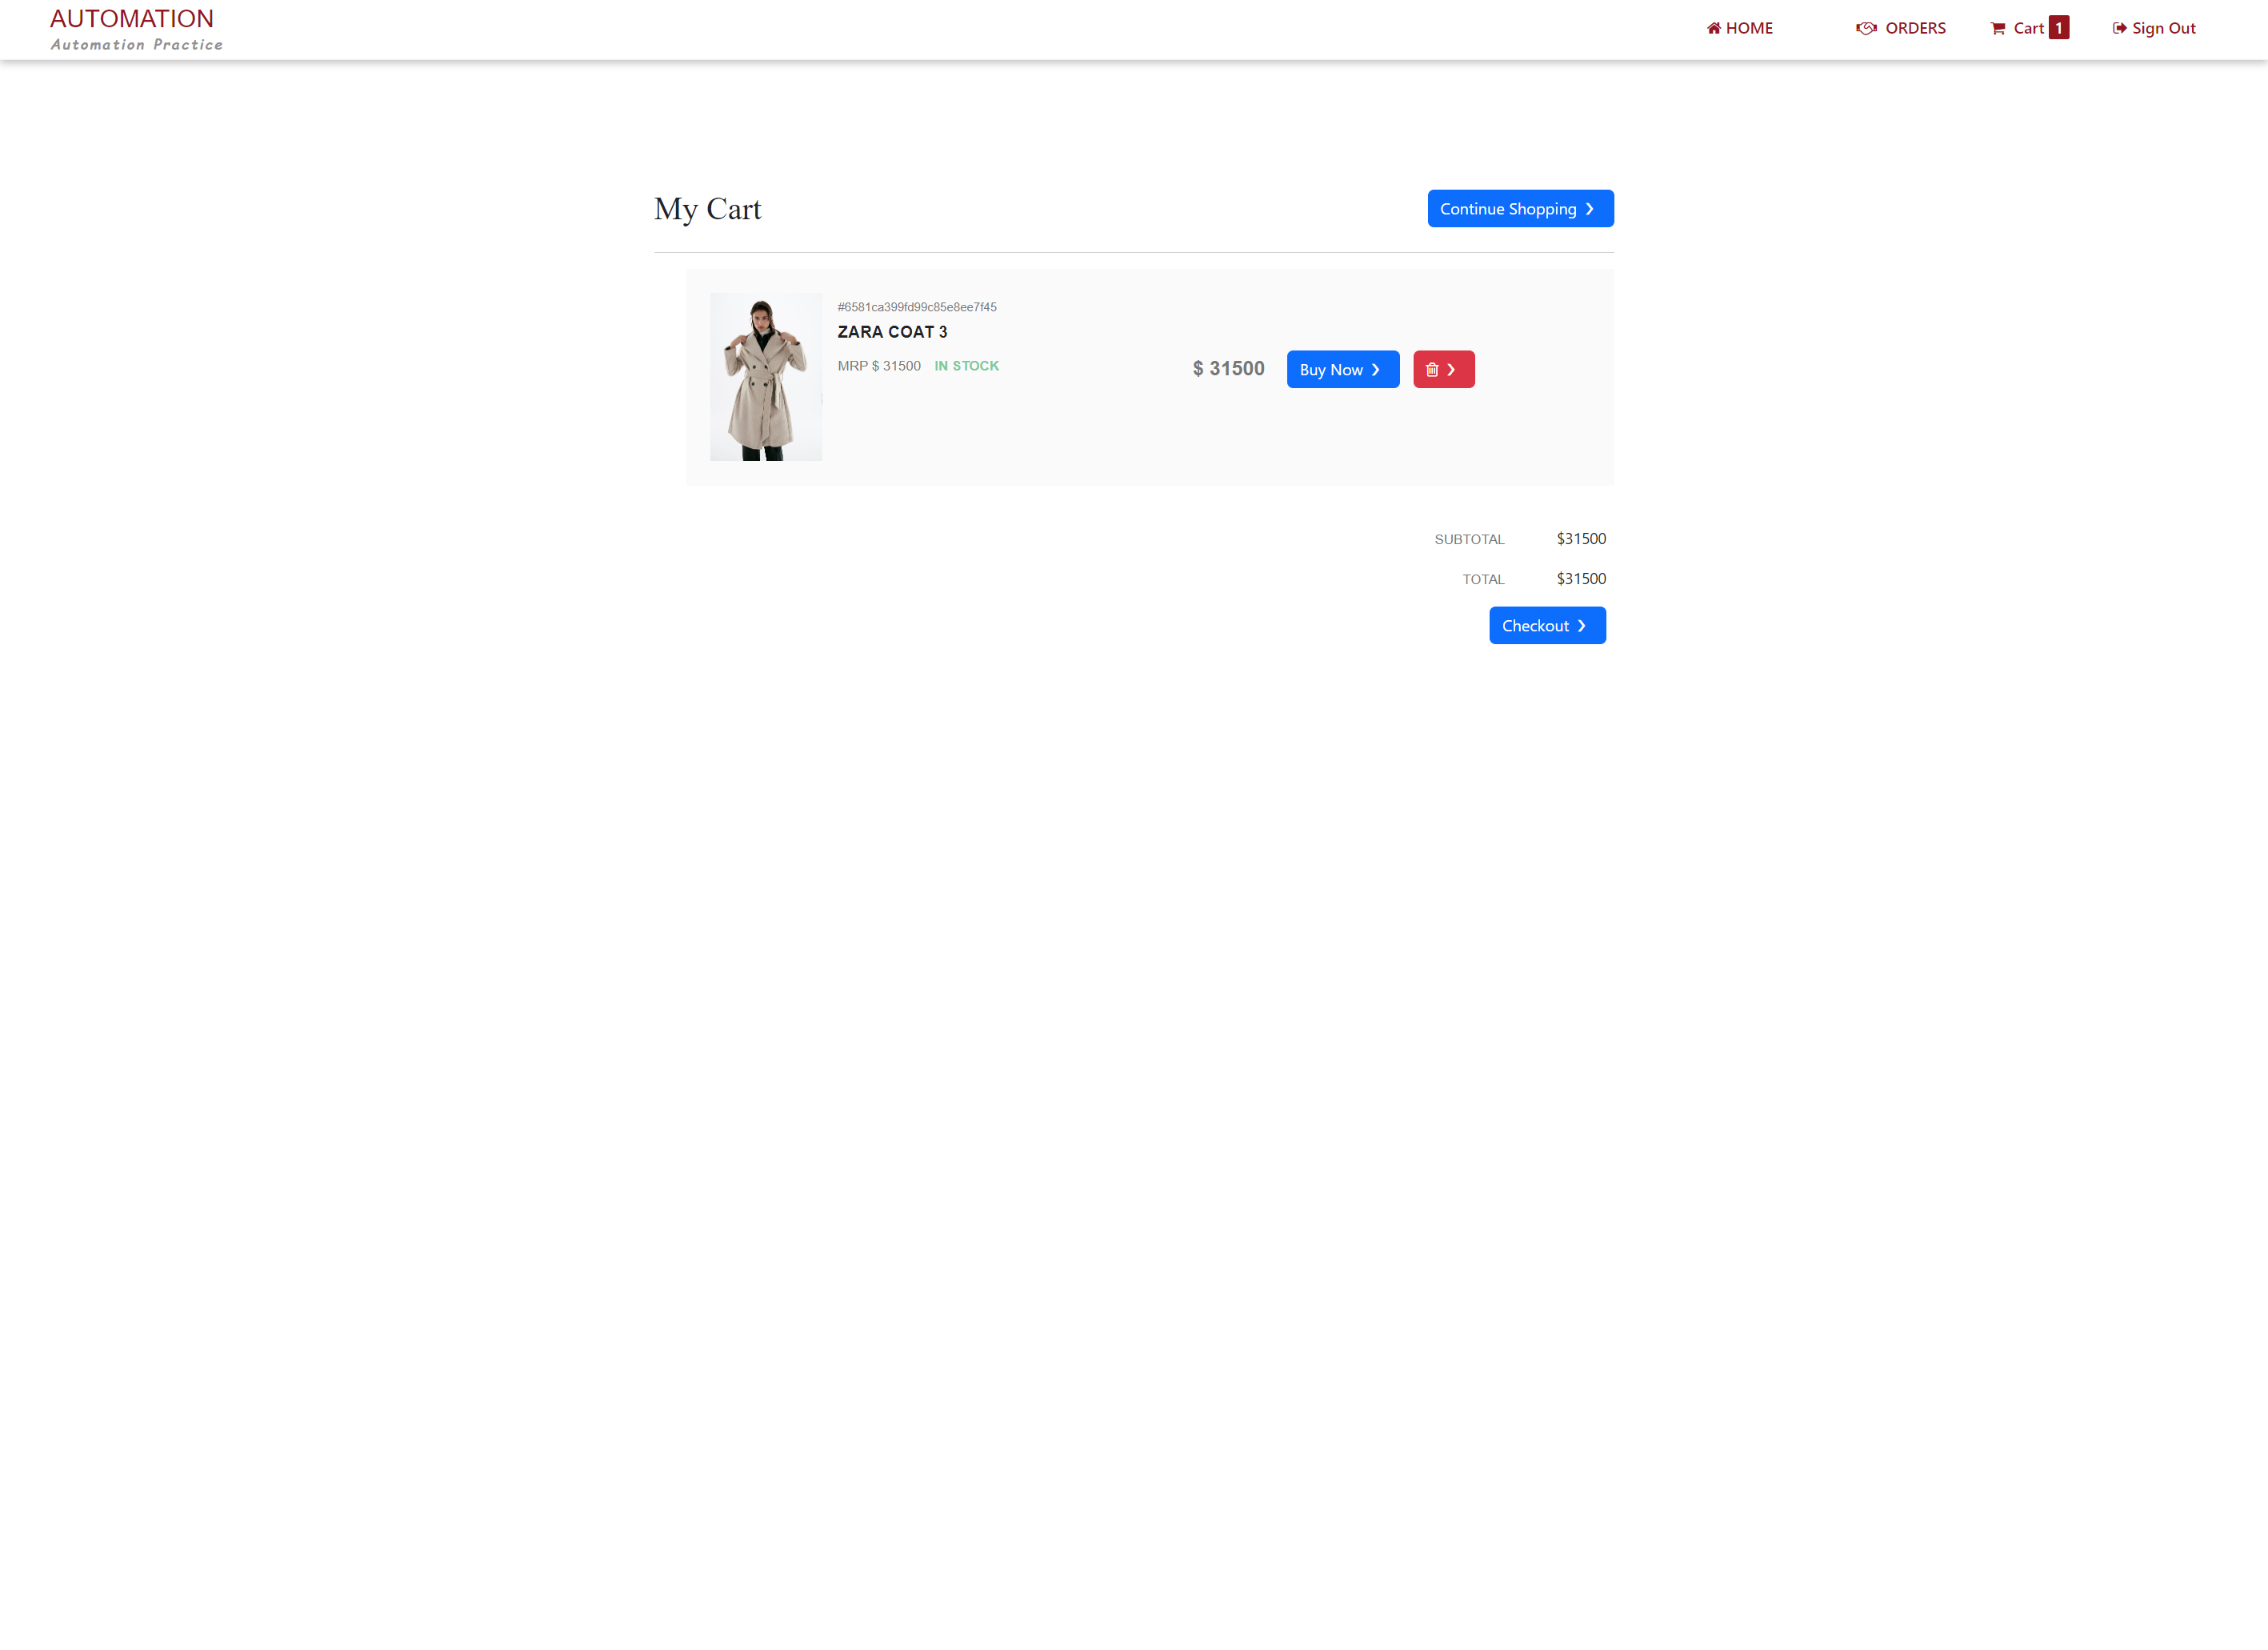 AUTOMATION
Automation Practice
HOME
ORDERS
Cart 1
Sign Out
My Cart
Continue Shopping ❯
#6581ca399fd99c85e8ee7f45
ZARA COAT 3
MRP $ 31500 IN STOCK
$ 31500
Buy Now ❯
❯
SUBTOTAL $31500
TOTAL $31500
Checkout ❯